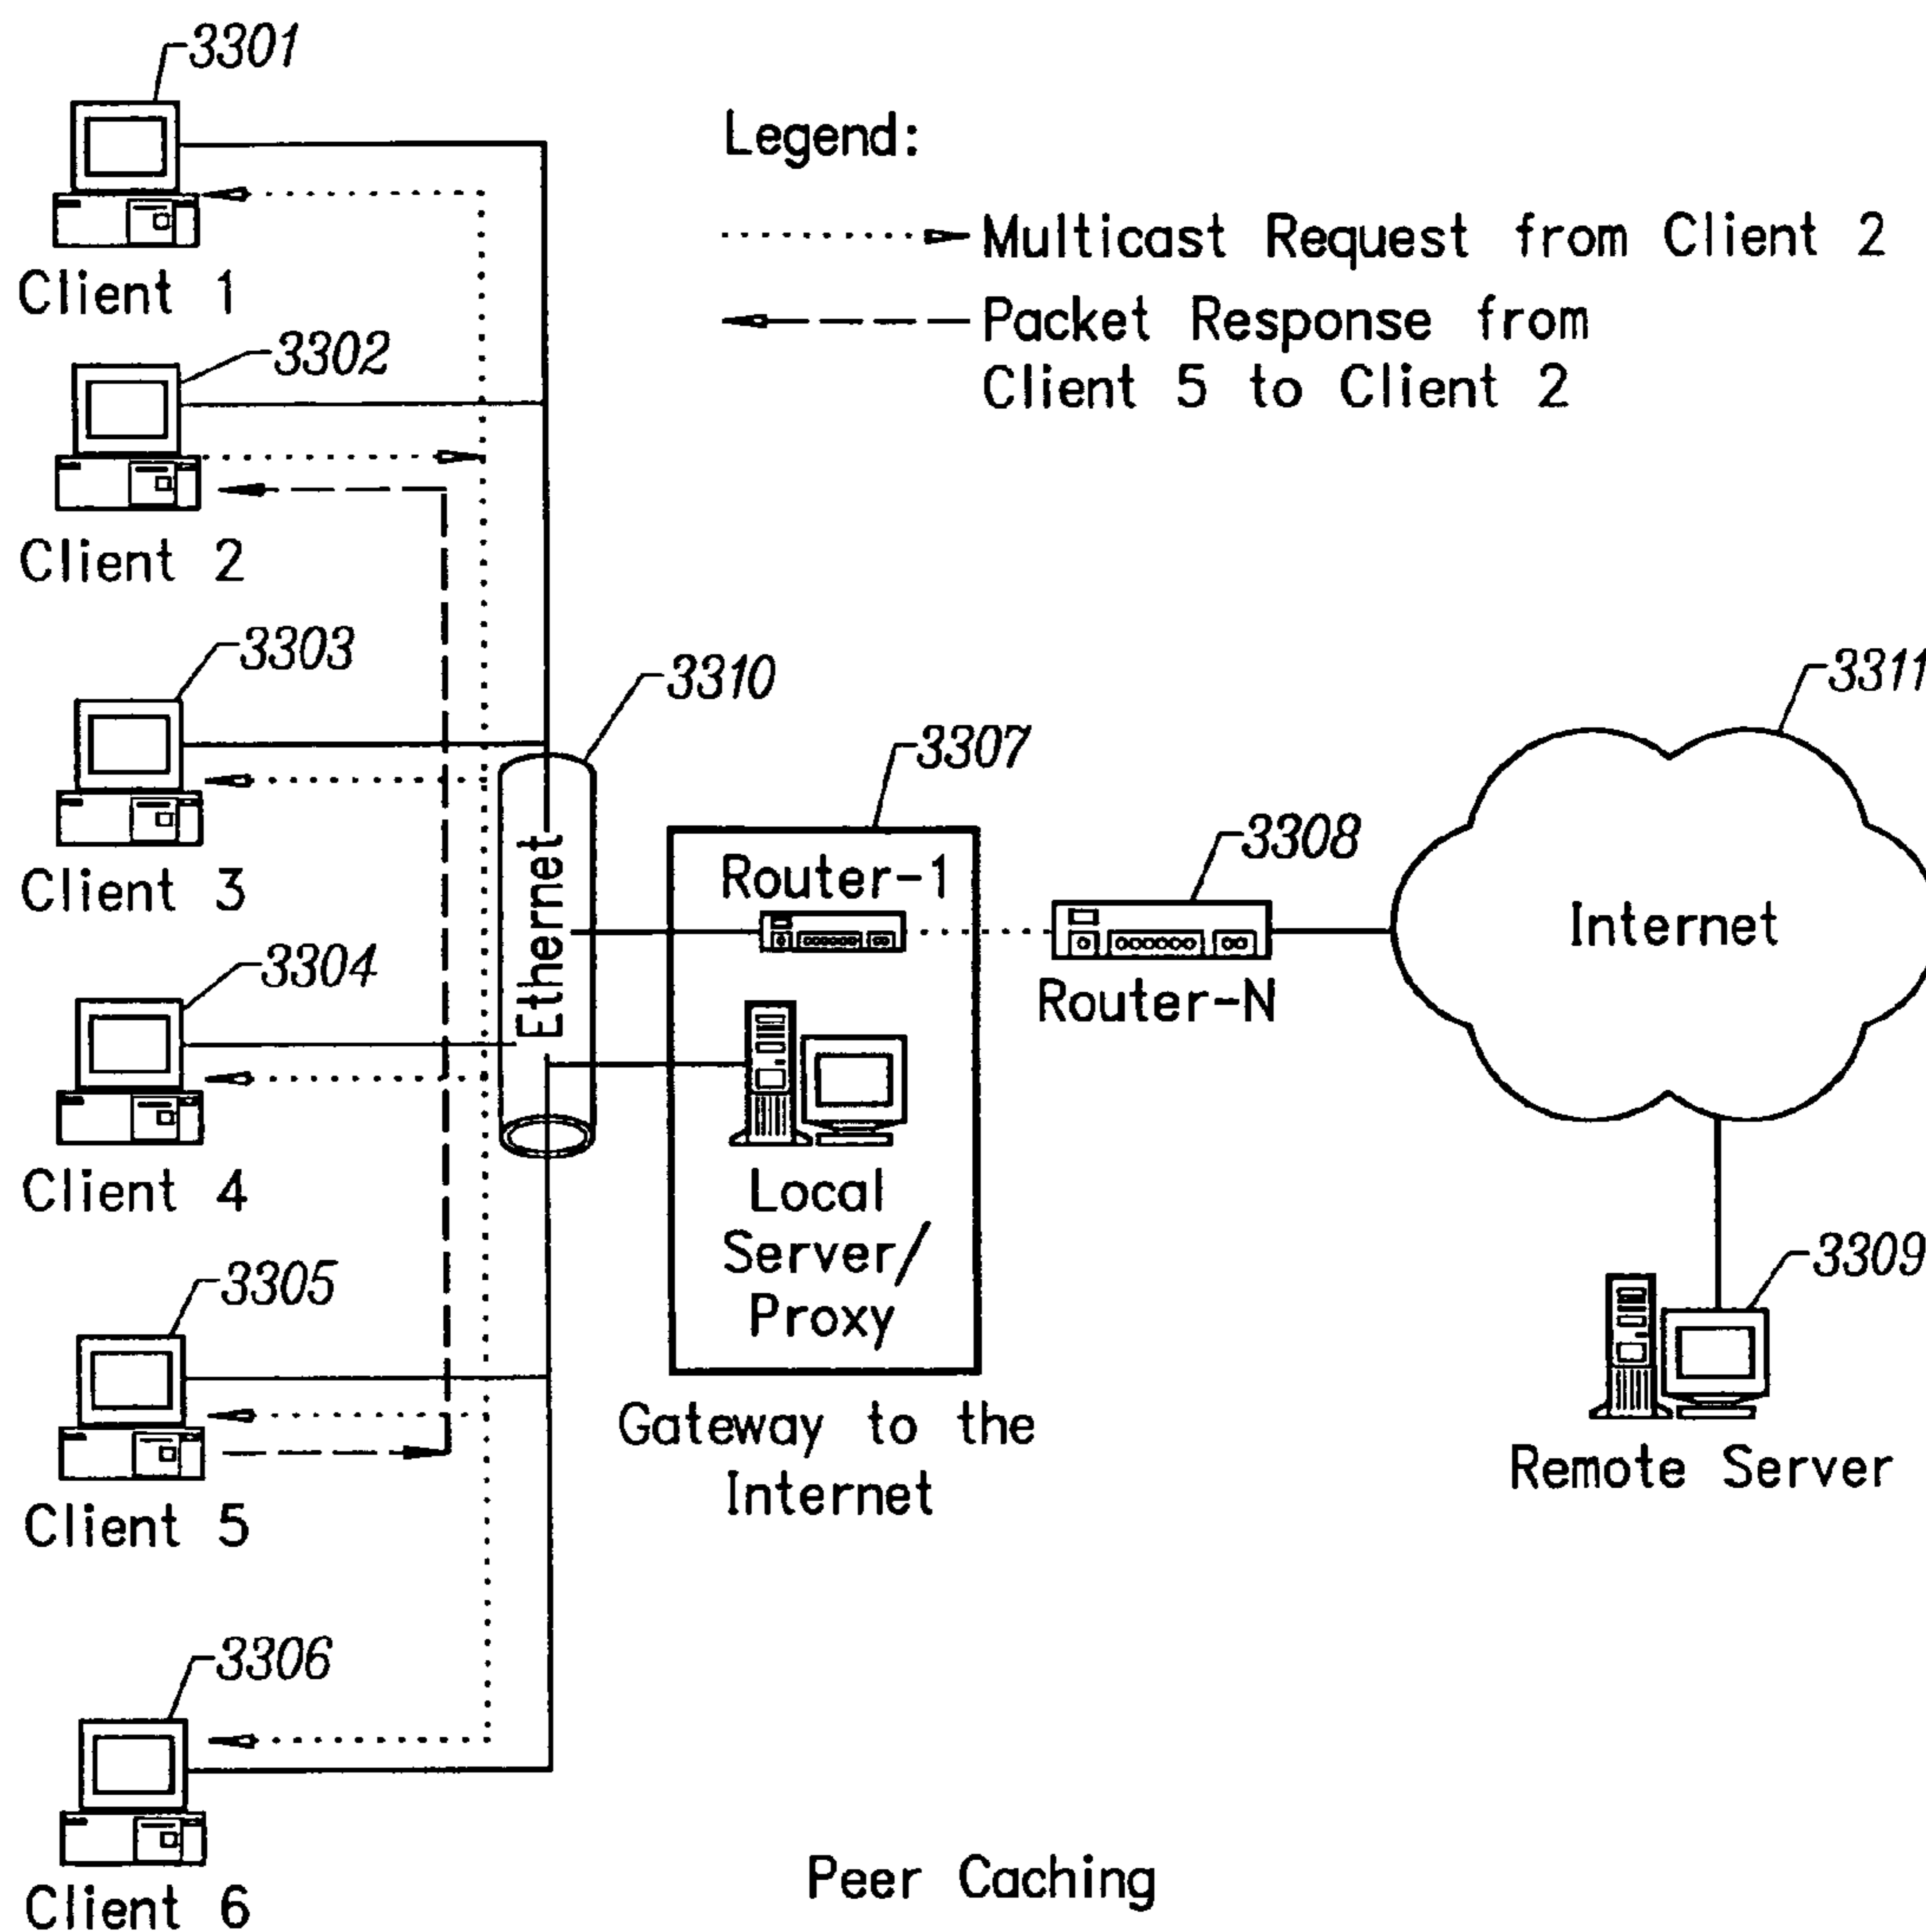 3301
Client 1
Legend:
Multicast Request from Client 2
Packet Response from
Client 5 to Client 2
3302
Client 2
3303
Client 3
3310
Ethernet
3307
Router-1
3308
Router-N
3311
Internet
3304
Client 4
Local
Server/
Proxy
Gateway to the
Internet
3309
Remote Server
3305
Client 5
3306
Client 6
Peer Caching